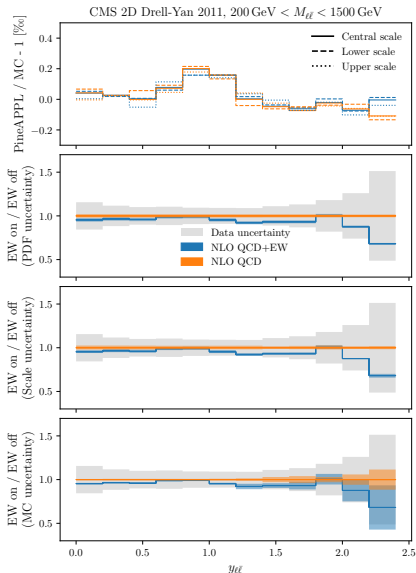 CMS 2D Drell-Yan 2011, 200 GeV < Mℓℓ < 1500 GeV
PineAPPL / MC - 1 [‰]
0.4
0.2
0.0
−0.2
Central scale
Lower scale
Upper scale
EW on / EW off
(PDF uncertainty)
1.5
1.0
0.5
Data uncertainty
NLO QCD+EW
NLO QCD
EW on / EW off
(Scale uncertainty)
1.5
1.0
0.5
EW on / EW off
(MC uncertainty)
1.5
1.0
0.5
0.0 0.5 1.0 1.5 2.0 2.5
yℓℓ